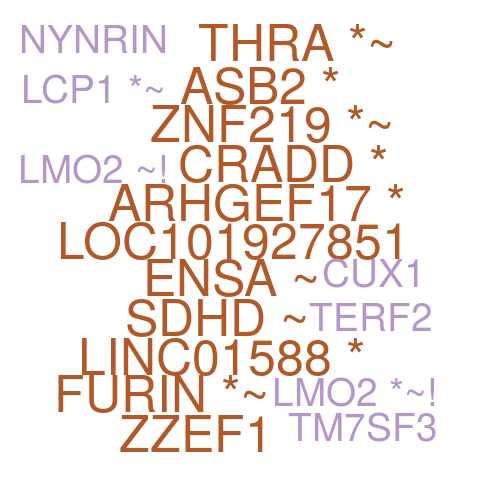 NYNRIN THRA *~
LCP1 *~ ASB2 *
ZNF219 *~
LMO2 ~! CRADD *
ARHGEF17 *
LOC101927851
ENSA ~ CUX1
SDHD ~ TERF2
LINC01588 *
FURIN *~ LMO2 *~!
ZZEF1 TM7SF3